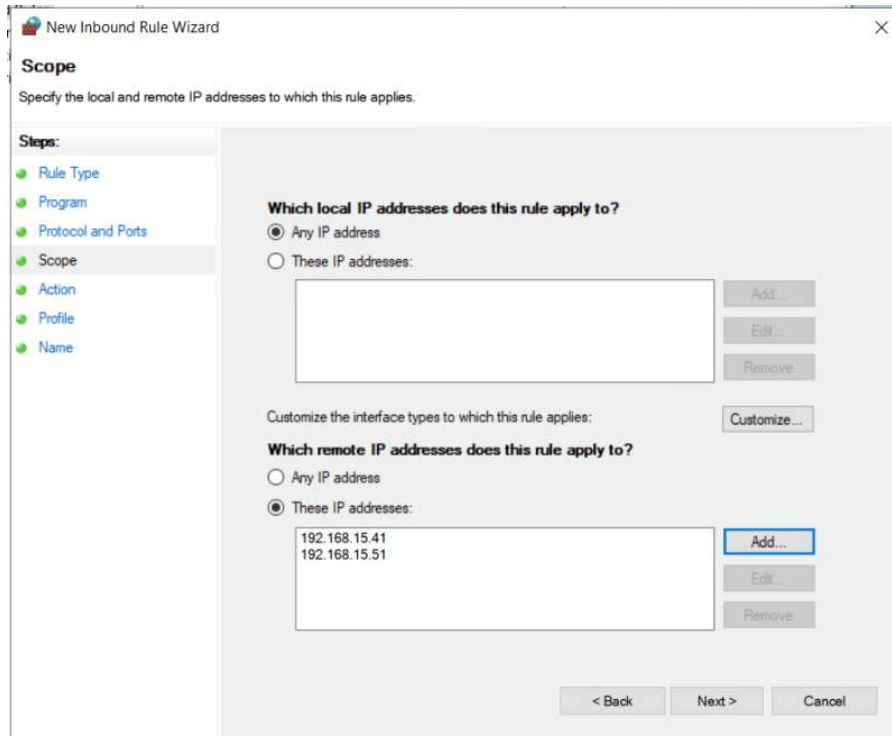 New Inbound Rule Wizard
Scope
Specify the local and remote IP addresses to which this rule applies.
Steps:
Rule Type
Program
Protocol and Ports
Scope
Action
Profile
Name
Which local IP addresses does this rule apply to?
Any IP address
These IP addresses:
Add...
Edit...
Remove
Customize the interface types to which this rule applies:
Customize...
Which remote IP addresses does this rule apply to?
Any IP address
These IP addresses:
192.168.15.41
192.168.15.51
Add...
Edit...
Remove
< Back
Next >
Cancel